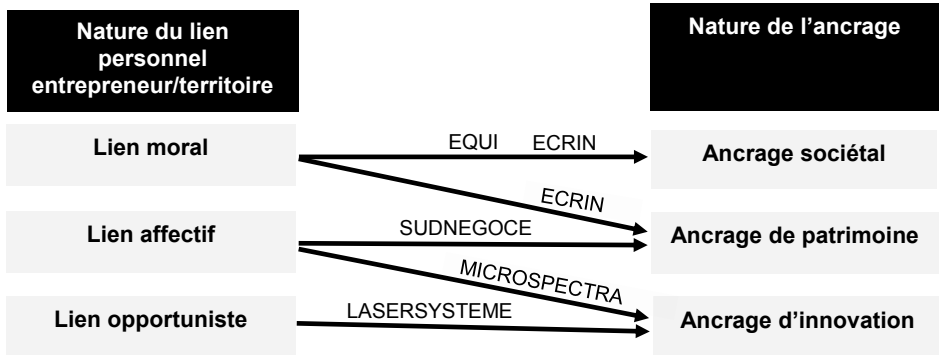 Nature du lien
personnel
entrepreneur/territoire
Nature de l'ancrage
Lien moral
EQUI ECRIN
Ancrage sociétal
ECRIN
Lien affectif
SUDNEGOCE
Ancrage de patrimoine
MICROSPECTRA
Lien opportuniste
LASERSYSTEME
Ancrage d'innovation